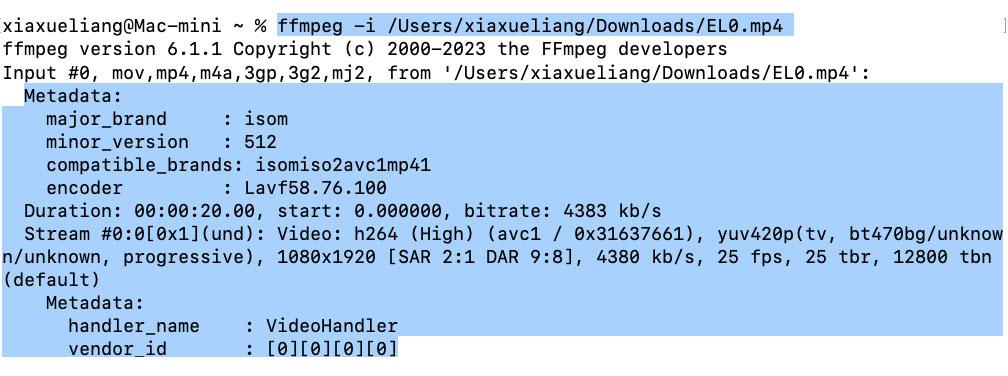 (xiaxueliang@Mac-mini ~ % ffmpeg -i /Users/xiaxueliang/Downloads/EL0.mp4
ffmpeg version 6.1.1 Copyright (c) 2000-2023 the FFmpeg developers
Input #0, mov,mp4,m4a,3gp,3g2,mj2, from '/Users/xiaxueliang/Downloads/EL0.mp4':
  Metadata:
    major_brand     : isom
    minor_version   : 512
    compatible_brands: isomiso2avc1mp41
    encoder         : Lavf58.76.100
  Duration: 00:00:20.00, start: 0.000000, bitrate: 4383 kb/s
  Stream #0:0[0x1](und): Video: h264 (High) (avc1 / 0x31637661), yuv420p(tv, bt470bg/unknow
n/unknown, progressive), 1080x1920 [SAR 2:1 DAR 9:8], 4380 kb/s, 25 fps, 25 tbr, 12800 tbn
(default)
    Metadata:
      handler_name    : VideoHandler
      vendor_id       : [0][0][0][0]